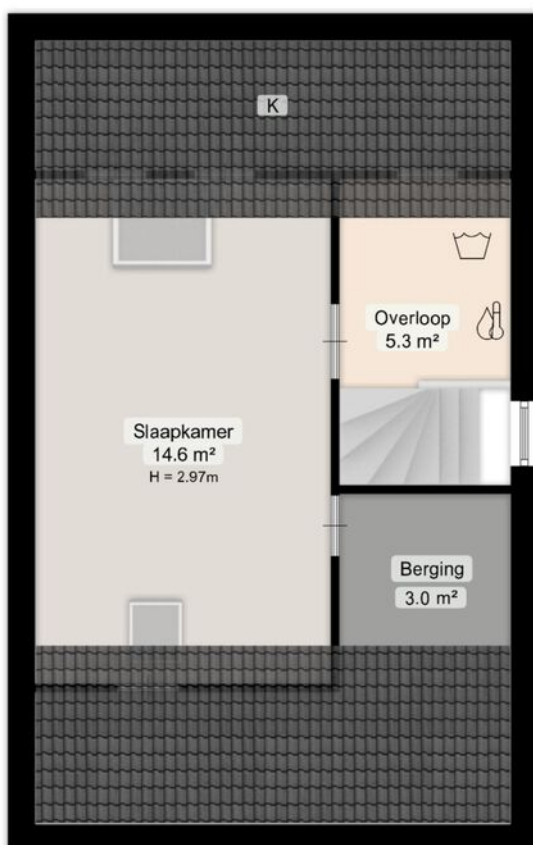 K
Overloop
5.3 m²
Slaapkamer
14.6 m²
H = 2.97m
Berging
3.0 m²